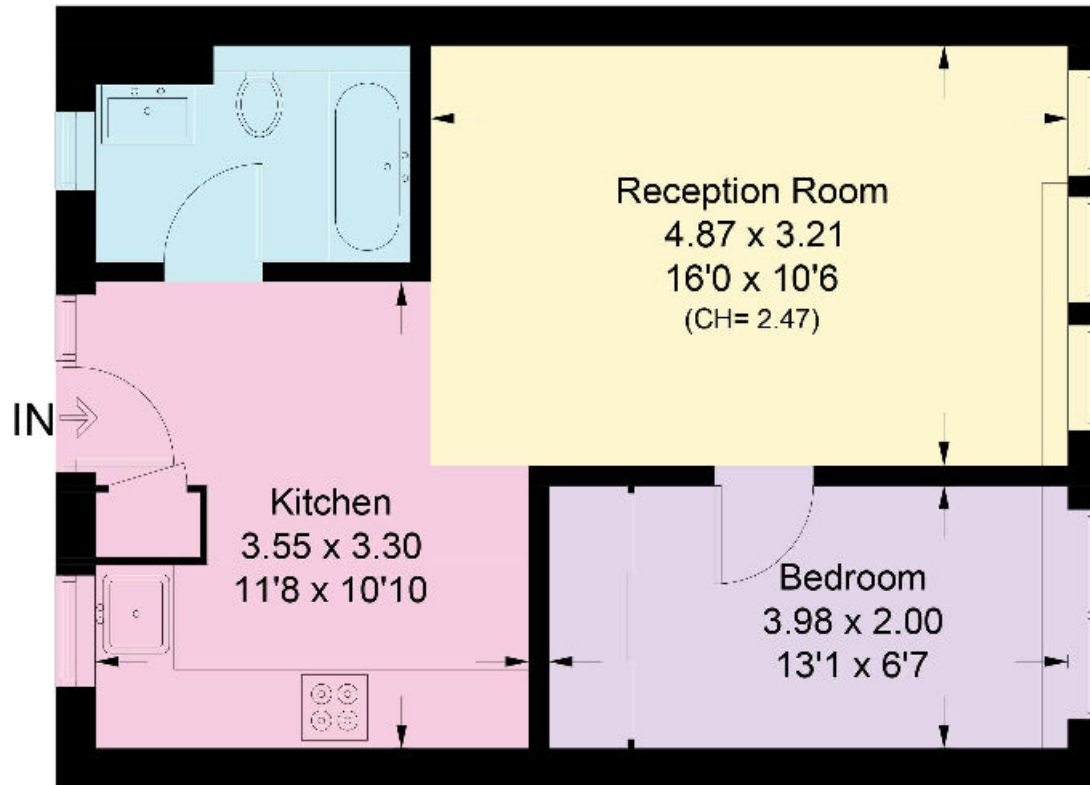 Reception Room
4.87 x 3.21
16'0 x 10'6
(CH= 2.47)
IN
Kitchen
3.55 x 3.30
11'8 x 10'10
Bedroom
3.98 x 2.00
13'1 x 6'7